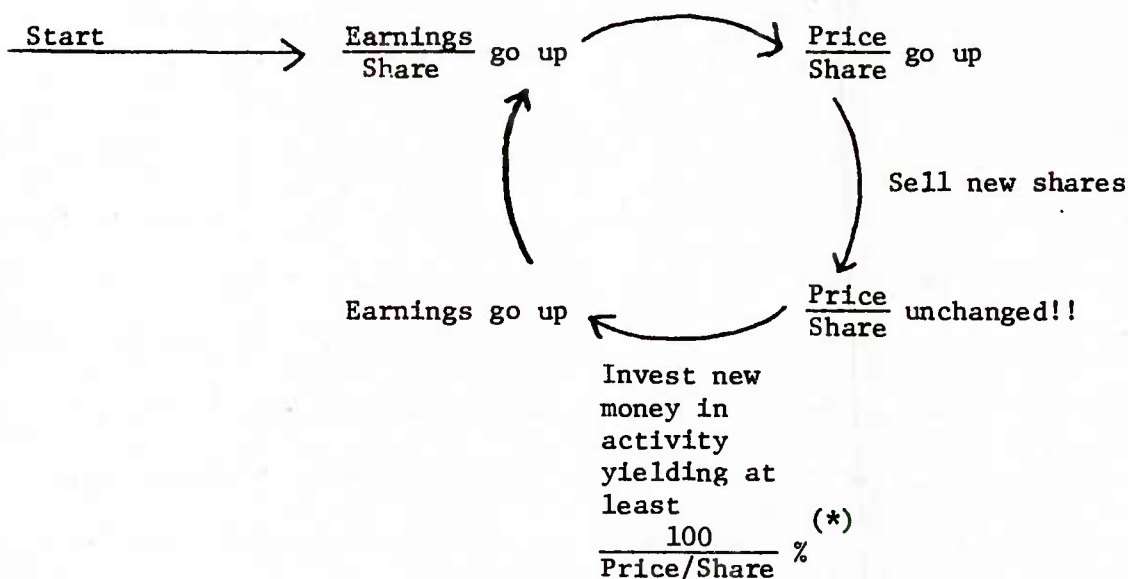 Start
Earnings
Share
go up
Price
Share
go up
Sell new shares
Price
Share
unchanged!!
Earnings go up
Invest new
money in
activity
yielding at
least
100
Price/Share
% (*)